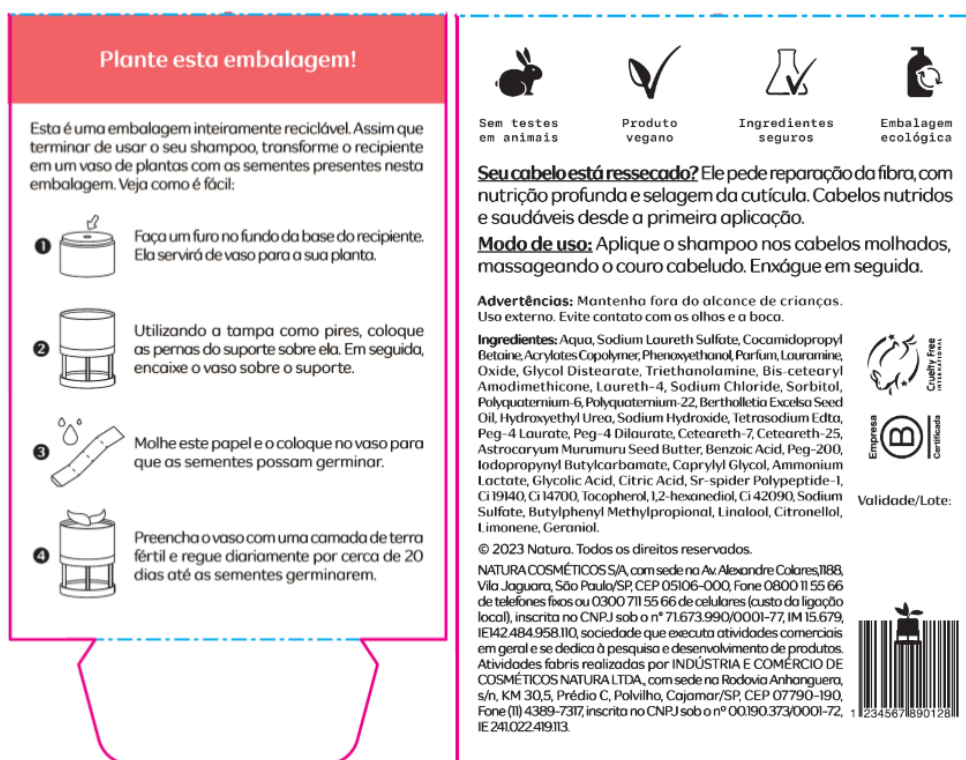 Plante esta embalagem!
Esta é uma embalagem inteiramente reciclável. Assim que
terminar de usar o seu shampoo, transforme o recipiente
em um vaso de plantas com as sementes presentes nesta
embalagem. Veja como é fácil:
1
Faça um furo no fundo da base do recipiente.
Ela servirá de vaso para a sua planta.
2
Utilizando a tampa como pires, coloque
as pernas do suporte sobre ela. Em seguida,
encaixe o vaso sobre o suporte.
3
Molhe este papel e o coloque no vaso para
que as sementes possam germinar.
4
Preencha o vaso com uma camada de terra
fértil e regue diariamente por cerca de 20
dias até as sementes germinarem.
Sem testes
em animais
Produto
vegano
Ingredientes
seguros
Embalagem
ecológica
Seu cabelo está ressecado? Ele pede reparação da fibra, com
nutrição profunda e selagem da cutícula. Cabelos nutridos
e saudáveis desde a primeira aplicação.
Modo de uso: Aplique o shampoo nos cabelos molhados,
massageando o couro cabeludo. Enxágue em seguida.
Advertências: Mantenha fora do alcance de crianças.
Uso externo. Evite contato com os olhos e a boca.
Ingredientes: Aqua, Sodium Laureth Sulfate, Cocamidopropyl
Betaine, Acrylates Copolymer, Phenoxyethanol, Parfum, Lauramine,
Oxide, Glycol Distearate, Triethanolamine, Bis-cetearyl
Amodimethicone, Laureth-4, Sodium Chloride, Sorbitol,
Polyquaternium-6, Polyquaternium-22, Bertholletia Excelsa Seed
Oil, Hydroxyethyl Urea, Sodium Hydroxide, Tetrasodium Edta,
Peg-4 Laurate, Peg-4 Dilaurate, Ceteareth-7, Ceteareth-25,
Astrocaryum Murumuru Seed Butter, Benzoic Acid, Peg-200,
Iodopropynyl Butylcarbamate, Caprylyl Glycol, Ammonium
Lactate, Glycolic Acid, Citric Acid, Sr-spider Polypeptide-1,
Ci 19140, Ci 14700, Tocopherol, 1,2-hexanediol, Ci 42090, Sodium
Sulfate, Butylphenyl Methylpropional, Linalool, Citronellol,
Limonene, Geraniol.
Cruelty Free
INTERNATIONAL
Empresa
B
Certificada
Validade/Lote:
© 2023 Natura. Todos os direitos reservados.
NATURA COSMÉTICOS S/A, com sede na Av. Alexandre Colares,1188,
Vila Jaguara, São Paulo/SP, CEP 05106-000, Fone 0800 11 55 66
de telefones fixos ou 0300 711 55 66 de celulares (custo da ligação
local), inscrita no CNPJ sob o n° 71.673.990/0001-77, IM 15.679,
IE142.484.958.110, sociedade que executa atividades comerciais
em geral e se dedica à pesquisa e desenvolvimento de produtos.
Atividades fabris realizadas por INDÚSTRIA E COMÉRCIO DE
COSMÉTICOS NATURA LTDA., com sede na Rodovia Anhanguera,
s/n, KM 30,5, Prédio C, Polvilho, Cajamar/SP, CEP 07790-190,
Fone (11) 4389-7317, inscrita no CNPJ sob o nº 00.190.373/0001-72,
IE 241.022.419.113.
1 234567 890128